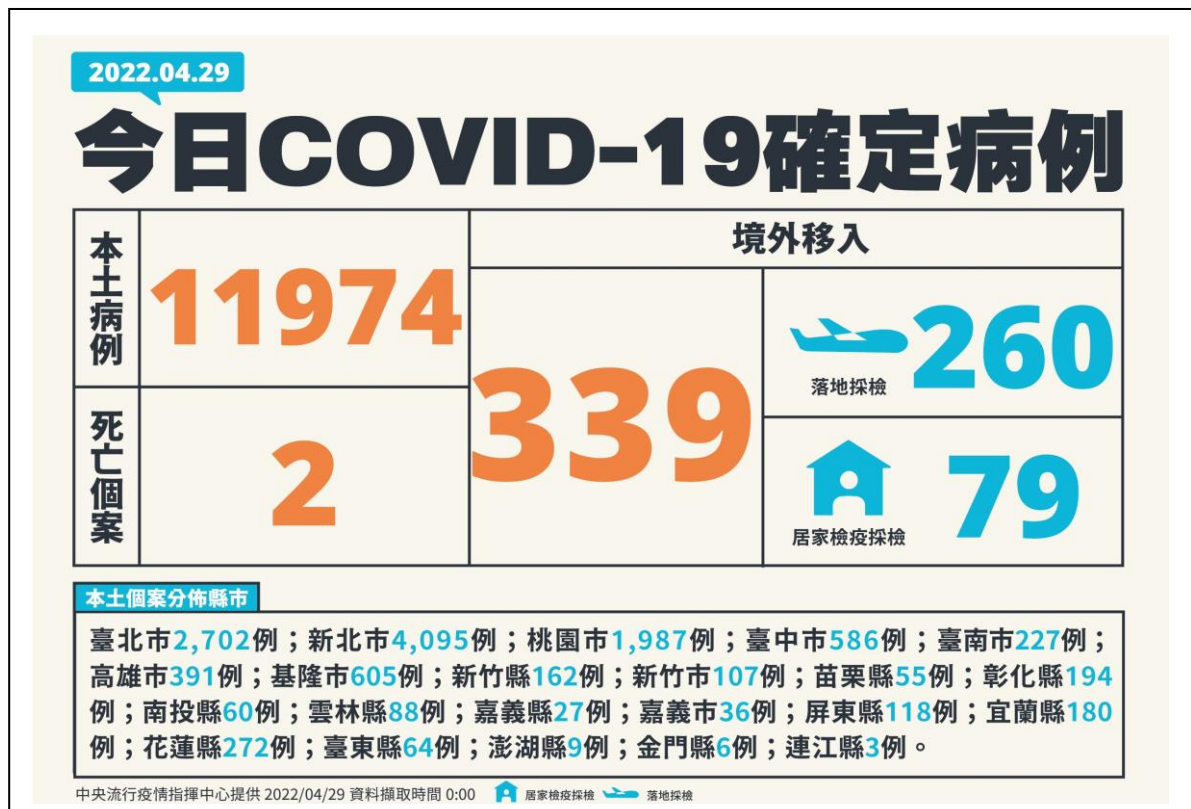 2022.04.29
今日COVID-19確定病例
本土病例
11974
死亡個案
2
境外移入
339
260
落地採檢
79
居家檢疫採檢
本土個案分佈縣市
臺北市2,702例；新北市4,095例；桃園市1,987例；臺中市586例；臺南市227例；
高雄市391例；基隆市605例；新竹縣162例；新竹市107例；苗栗縣55例；彰化縣194
例；南投縣60例；雲林縣88例；嘉義縣27例；嘉義市36例；屏東縣118例；宜蘭縣180
例；花蓮縣272例；臺東縣64例；澎湖縣9例；金門縣6例；連江縣3例。
中央流行疫情指揮中心提供 2022/04/29 資料擷取時間 0:00 居家檢疫採檢 落地採檢